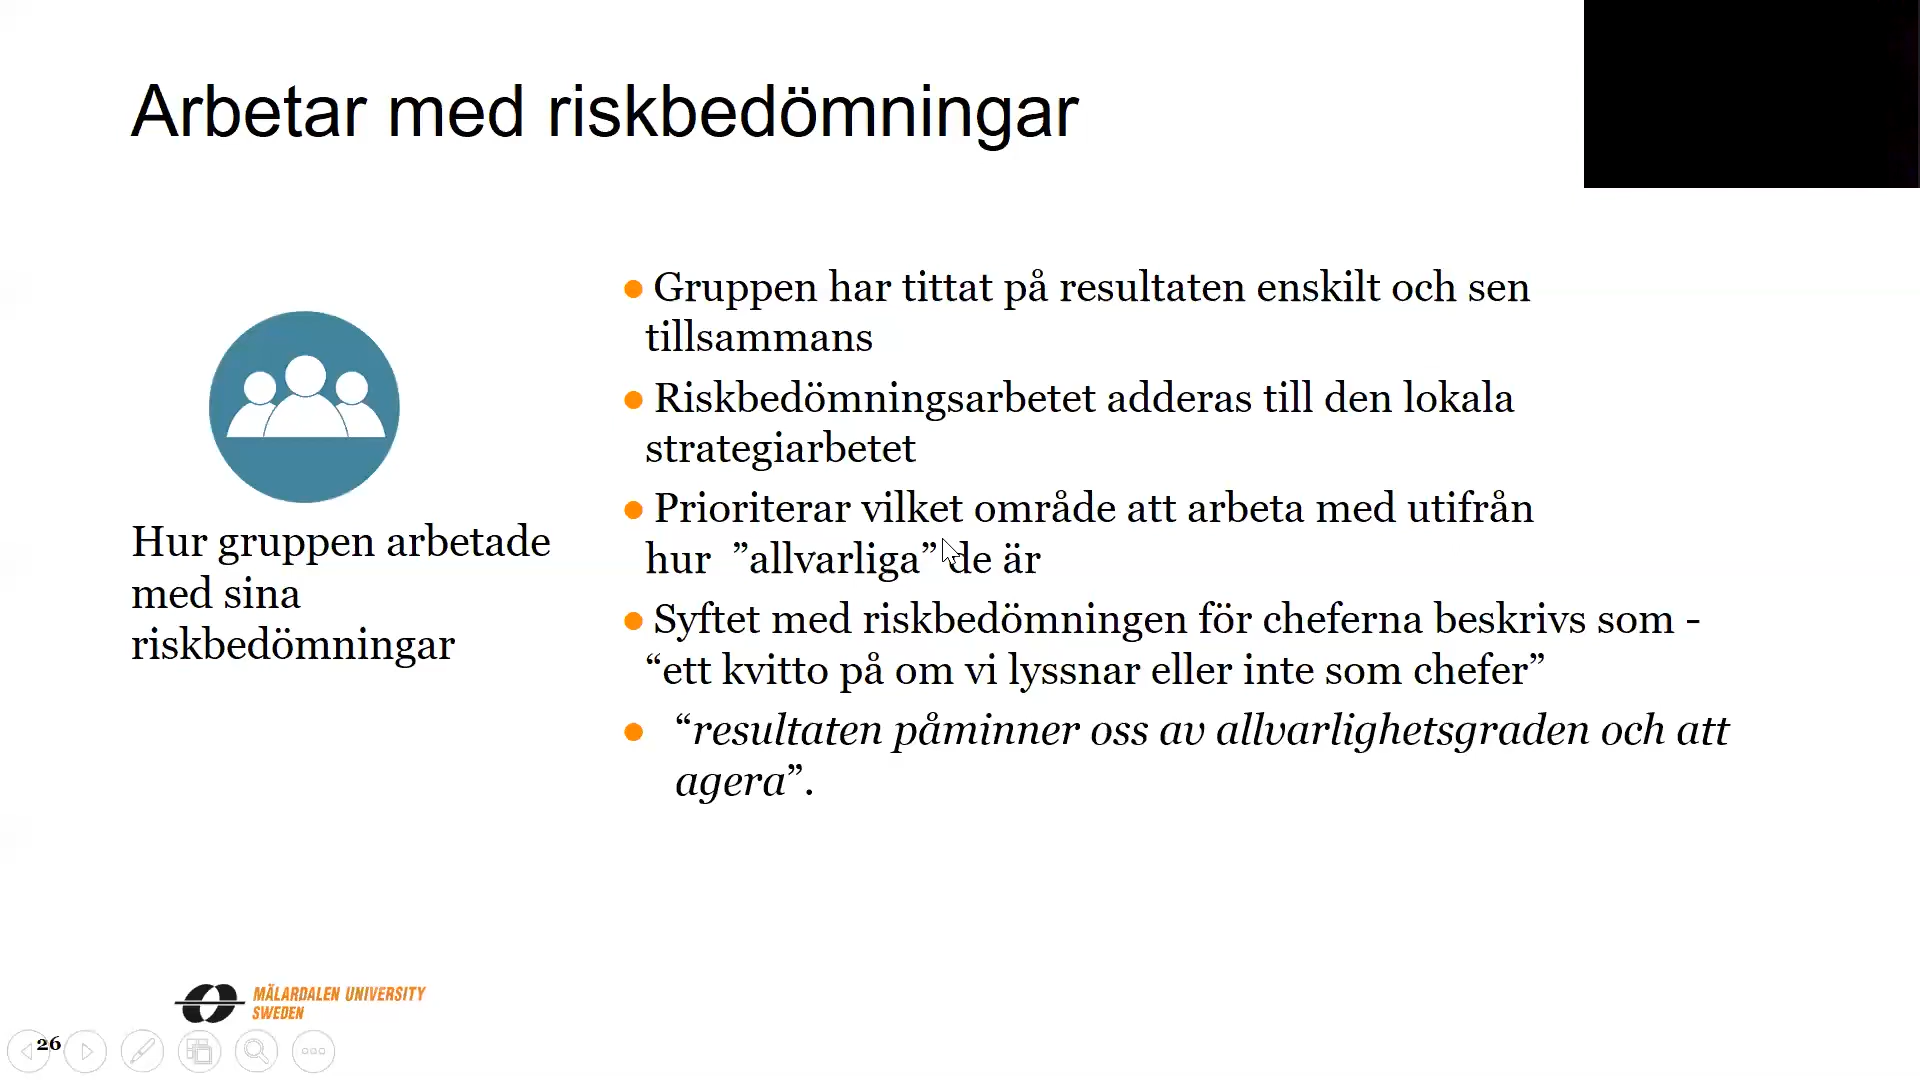 Arbetar med riskbedömningar
Hur gruppen arbetade
med sina
riskbedömningar
● Gruppen har tittat på resultaten enskilt och sen
tillsammans
● Riskbedömningsarbetet adderas till den lokala
strategiarbetet
● Prioriterar vilket område att arbeta med utifrån
hur ”allvarliga” de är
● Syftet med riskbedömningen för cheferna beskrivs som -
“ett kvitto på om vi lyssnar eller inte som chefer”
● “resultaten påminner oss av allvarlighetsgraden och att
agera”.
MÄLARDALEN UNIVERSITY
SWEDEN
26